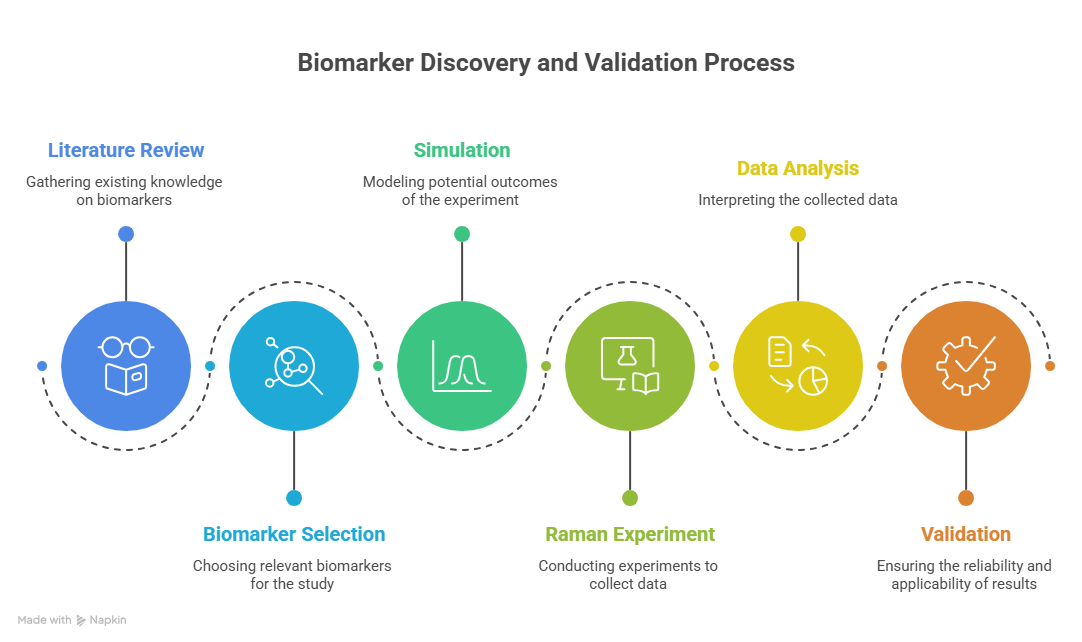 Biomarker Discovery and Validation Process
Literature Review
Gathering existing knowledge
on biomarkers
Simulation
Modeling potential outcomes
of the experiment
Data Analysis
Interpreting the collected data
Biomarker Selection
Choosing relevant biomarkers
for the study
Raman Experiment
Conducting experiments to
collect data
Validation
Ensuring the reliability and
applicability of results
Made with Napkin